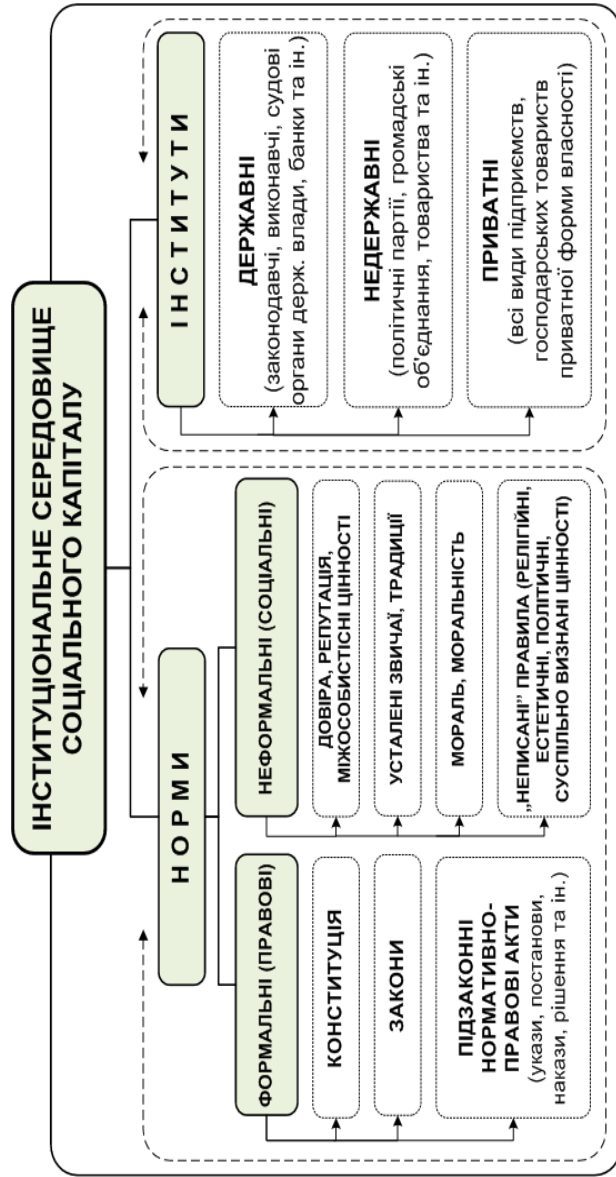 ІНСТИТУЦІОНАЛЬНЕ СЕРЕДОВИЩЕ
СОЦІАЛЬНОГО КАПІТАЛУ
Н О Р М И
ФОРМАЛЬНІ (ПРАВОВІ)
КОНСТИТУЦІЯ
ЗАКОНИ
ПІДЗАКОННІ
НОРМАТИВНО-
ПРАВОВІ АКТИ
(укази, постанови,
накази, рішення та ін.)
НЕФОРМАЛЬНІ (СОЦІАЛЬНІ)
ДОВІРА, РЕПУТАЦІЯ,
МІЖОСОБИСТІСНІ ЦІННОСТІ
УСТАЛЕНІ ЗВИЧАЇ, ТРАДИЦІЇ
МОРАЛЬ, МОРАЛЬНІСТЬ
„НЕПИСАНІ” ПРАВИЛА (РЕЛІГІЙНІ,
ЕСТЕТИЧНІ, ПОЛІТИЧНІ,
СУСПІЛЬНО ВИЗНАНІ ЦІННОСТІ)
І Н С Т И Т У Т И
ДЕРЖАВНІ
(законодавчі, виконавчі, судові
органи держ. влади, банки та ін.)
НЕДЕРЖАВНІ
(політичні партії, громадські
об'єднання, товариства та ін.)
ПРИВАТНІ
(всі види підприємств,
господарських товариств
приватної форми власності)